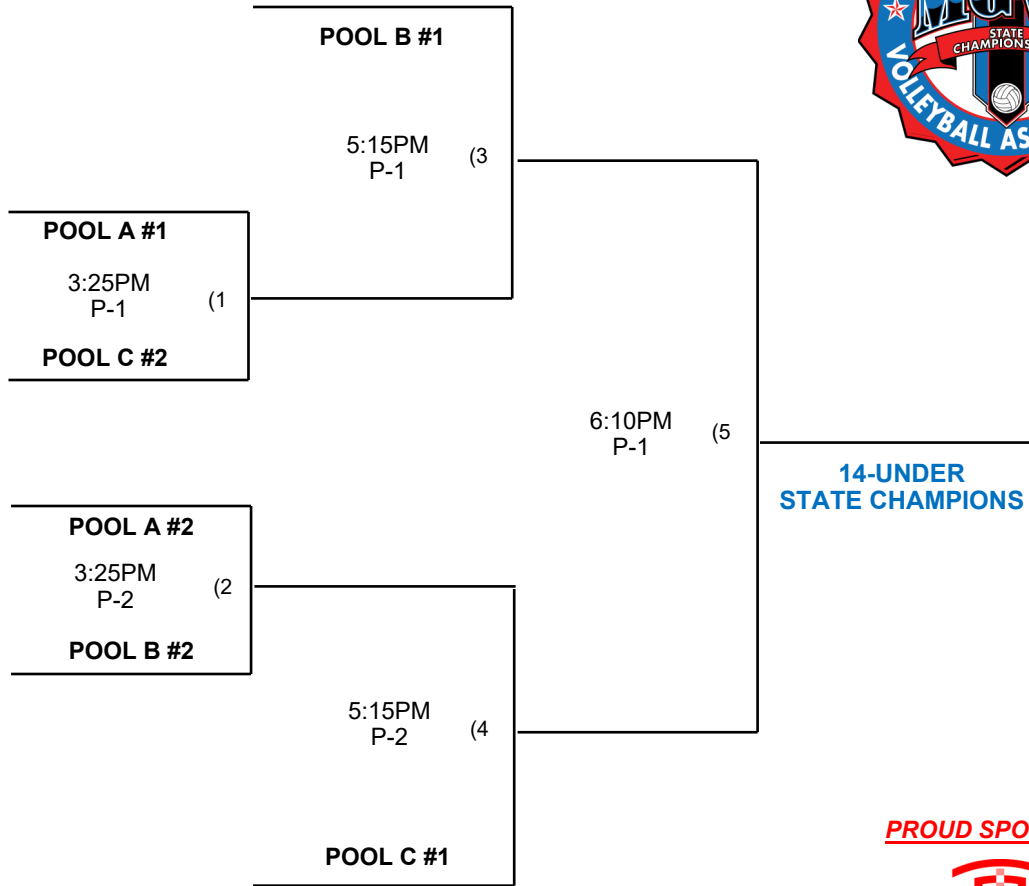 POOL B #1
5:15PM
P-1
(3
POOL A #1
3:25PM
P-1
(1
POOL C #2
6:10PM
P-1
(5
14-UNDER
STATE CHAMPIONS
POOL A #2
3:25PM
P-2
(2
POOL B #2
5:15PM
P-2
(4
POOL C #1
STATE
VOLLEYBALL
PROUD